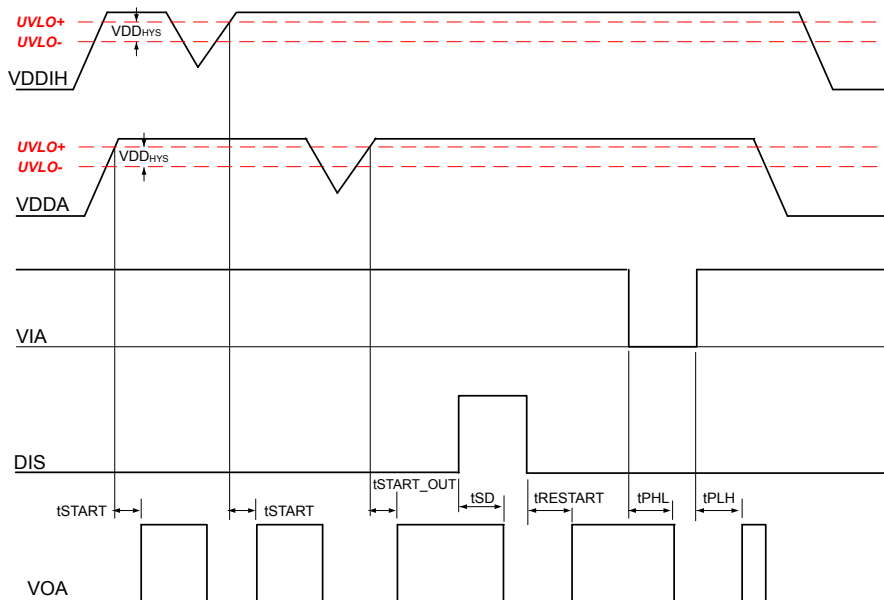 UVLO+
VDDHYS
UVLO-
VDDIH
UVLO+
VDDHYS
UVLO-
VDDA
VIA
DIS
tSTART_OUT
tSD
tRESTART
tPHL
tPLH
tSTART
tSTART
VOA